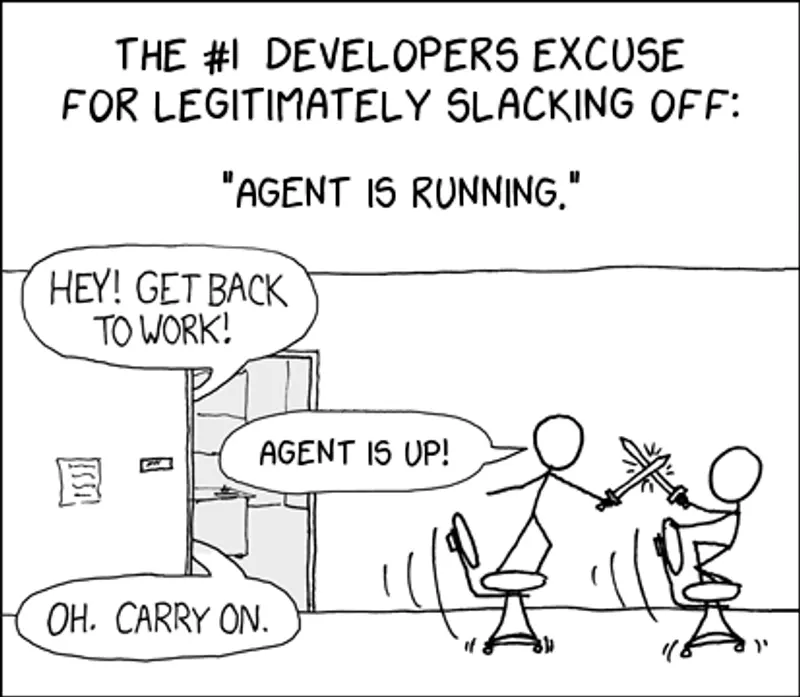 THE #1 DEVELOPERS EXCUSE
FOR LEGITIMATELY SLACKING OFF:
"AGENT IS RUNNING."
HEY! GET BACK
TO WORK!
AGENT IS UP!
OH. CARRY ON.